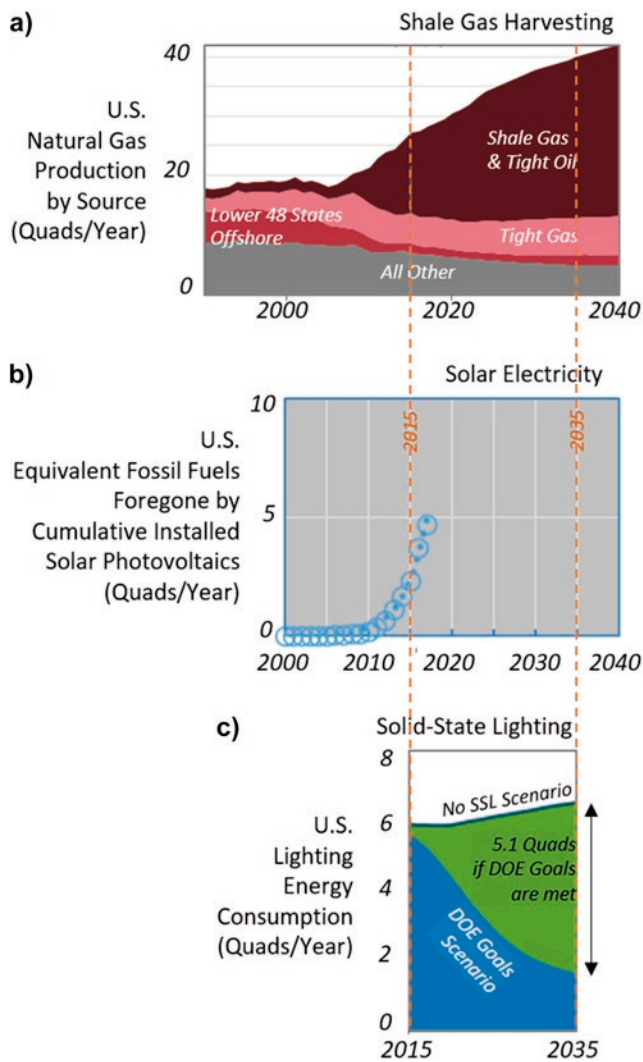 a)
Shale Gas Harvesting
U.S.
Natural Gas
Production
by Source
(Quads/Year)
40
20
0
Shale Gas
& Tight Oil
Lower 48 States
Offshore
Tight Gas
All Other
2000
2020
2040
b)
Solar Electricity
U.S.
Equivalent Fossil Fuels
Foregone by
Cumulative Installed
Solar Photovoltaics
(Quads/Year)
10
5
0
2015
2035
2000
2010
2020
2030
2040
c)
Solid-State Lighting
U.S.
Lighting
Energy
Consumption
(Quads/Year)
8
6
4
2
0
No SSL Scenario
5.1 Quads
if DOE Goals
are met
DOE Goals
Scenario
2015
2035